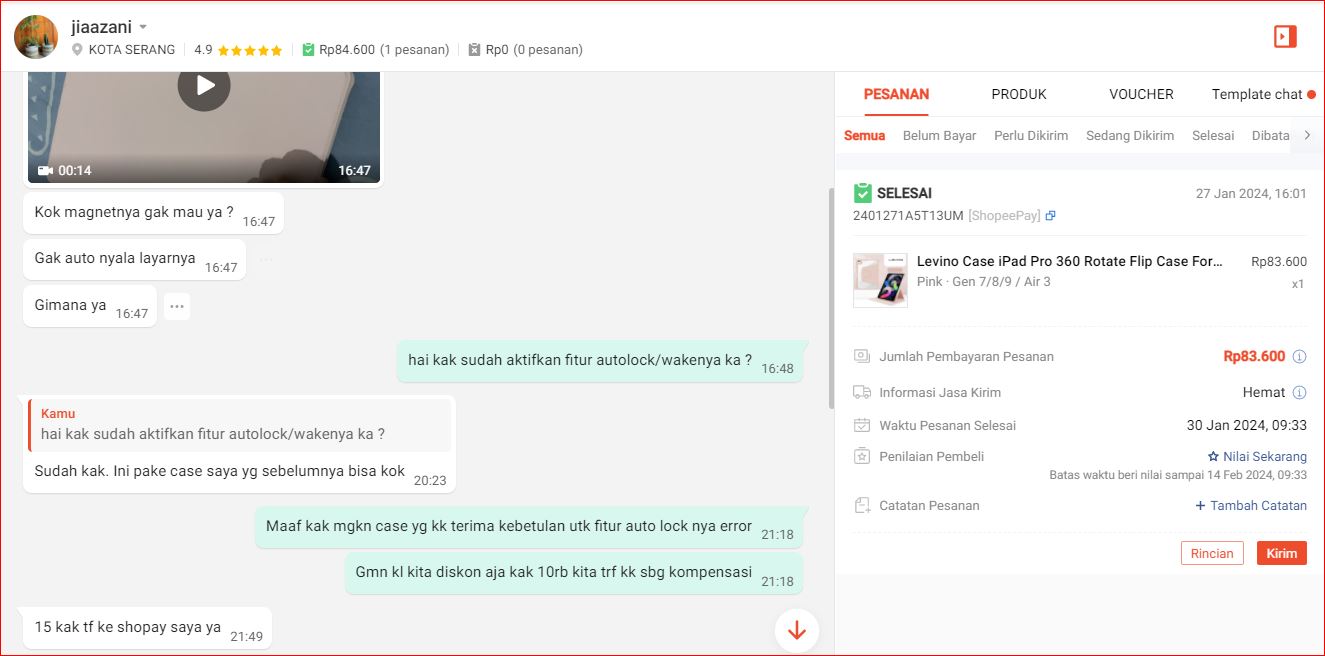 jiaazani
KOTA SERANG 4.9 Rp84.600 (1 pesanan) Rp0 (0 pesanan)
00:14 16:47
Kok magnetnya gak mau ya ? 16:47
Gak auto nyala layarnya 16:47
Gimana ya 16:47
hai kak sudah aktifkan fitur autolock/wakenya ka ? 16:48
Kamu
hai kak sudah aktifkan fitur autolock/wakenya ka ?
Sudah kak. Ini pake case saya yg sebelumnya bisa kok 20:23
Maaf kak mgkn case yg kk terima kebetulan utk fitur auto lock nya error 21:18
Gmn kl kita diskon aja kak 10rb kita trf kk sbg kompensasi 21:18
15 kak tf ke shopay saya ya 21:49
PESANAN PRODUK VOUCHER Template chat
Semua Belum Bayar Perlu Dikirim Sedang Dikirim Selesai Dibata
SELESAI 27 Jan 2024, 16:01
2401271A5T13UM [ShopeePay]
Levino Case iPad Pro 360 Rotate Flip Case For... Rp83.600
Pink · Gen 7/8/9 / Air 3 x1
Jumlah Pembayaran Pesanan Rp83.600
Informasi Jasa Kirim Hemat
Waktu Pesanan Selesai 30 Jan 2024, 09:33
Penilaian Pembeli Nilai Sekarang
Batas waktu beri nilai sampai 14 Feb 2024, 09:33
Catatan Pesanan + Tambah Catatan
Rincian Kirim